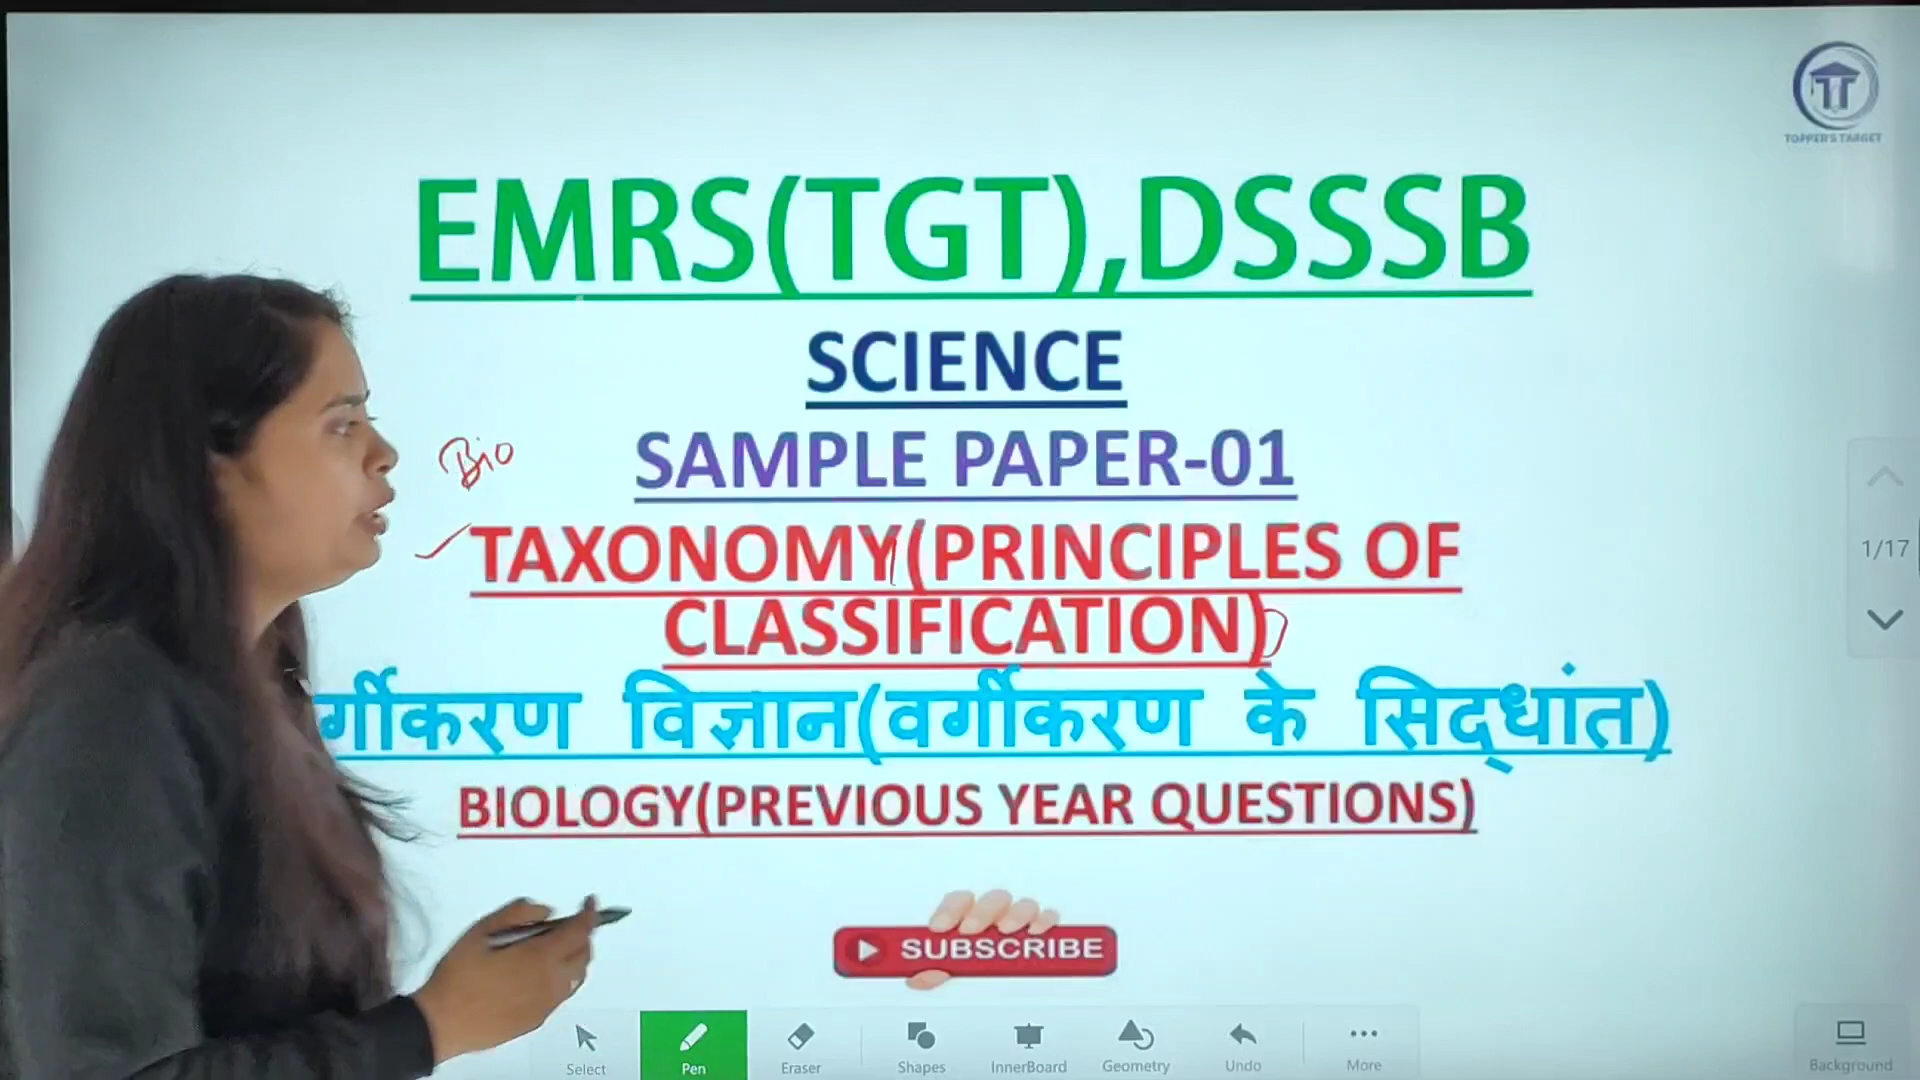 TOPPER'S TARGET
EMRS(TGT),DSSSB
SCIENCE
Bio
SAMPLE PAPER-01
TAXONOMY(PRINCIPLES OF
CLASSIFICATION)
र्गीकरण विज्ञान(वर्गीकरण के सिद्धांत)
BIOLOGY(PREVIOUS YEAR QUESTIONS)
SUBSCRIBE
1/17
Select Pen Eraser Shapes InnerBoard Geometry Undo More Background